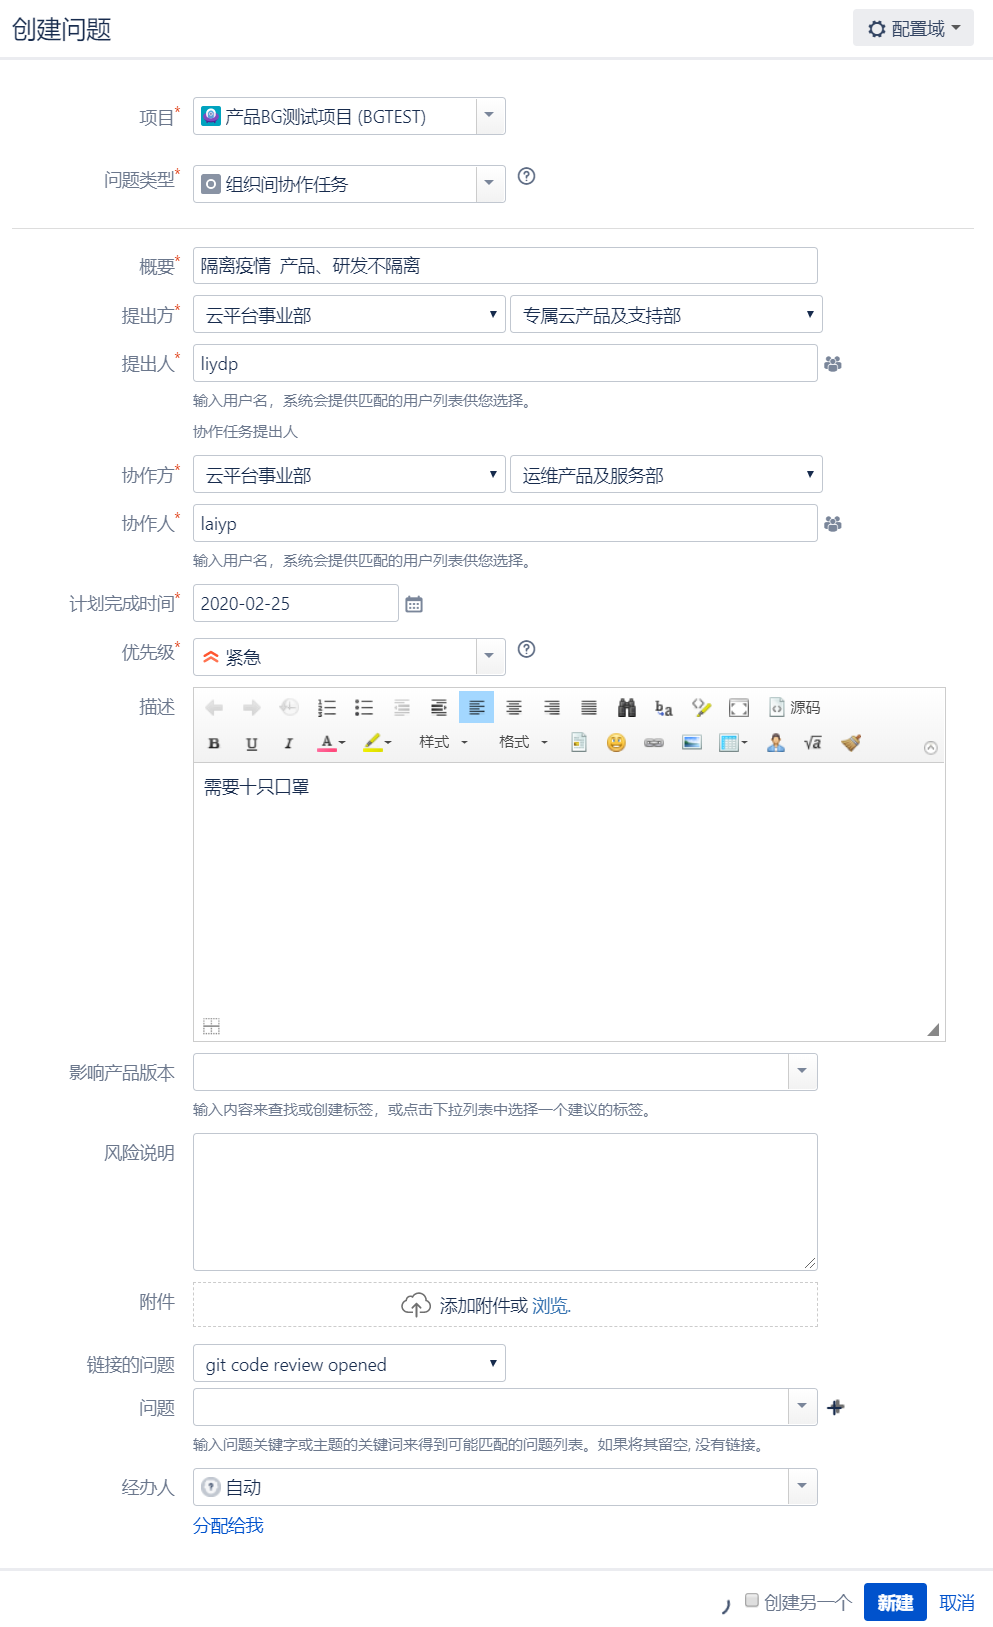 创建问题
配置域
项目*
产品BG测试项目 (BGTEST)
问题类型*
组织间协作任务
概要*
隔离疫情 产品、研发不隔离
提出方*
云平台事业部
专属云产品及支持部
提出人*
liydp
输入用户名，系统会提供匹配的用户列表供您选择。
协作任务提出人
协作方*
云平台事业部
运维产品及服务部
协作人*
laiyp
输入用户名，系统会提供匹配的用户列表供您选择。
计划完成时间*
2020-02-25
优先级*
紧急
描述
源码
B U I A 样式 格式 √a
需要十只口罩
影响产品版本
输入内容来查找或创建标签，或点击下拉列表中选择一个建议的标签。
风险说明
附件
添加附件或 浏览.
链接的问题
git code review opened
问题
输入问题关键字或主题的关键词来得到可能匹配的问题列表。如果将其留空, 没有链接。
经办人
自动
分配给我
创建另一个
新建
取消